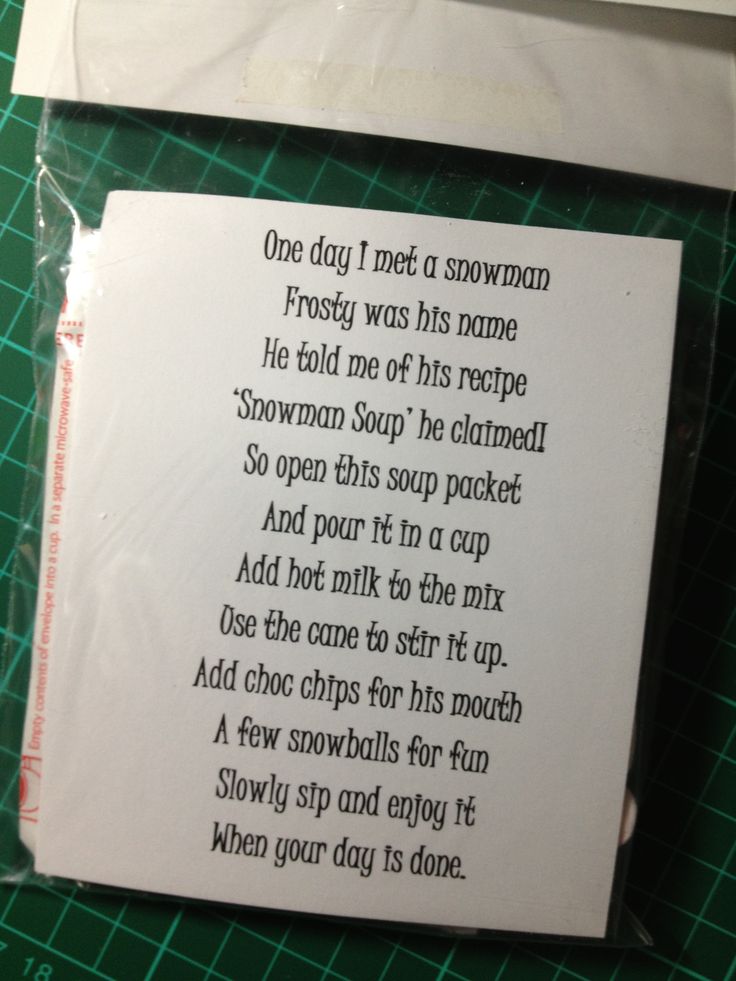 One day I met a snowman
Frosty was his name
He told me of his recipe
‘Snowman Soup’ he claimed!
So open this soup packet
And pour it in a cup
Add hot milk to the mix
Use the cane to stir it up.
Add choc chips for his mouth
A few snowballs for fun
Slowly sip and enjoy it
When your day is done.
Empty contents of envelope into a cup. In a separate microwave-safe
18